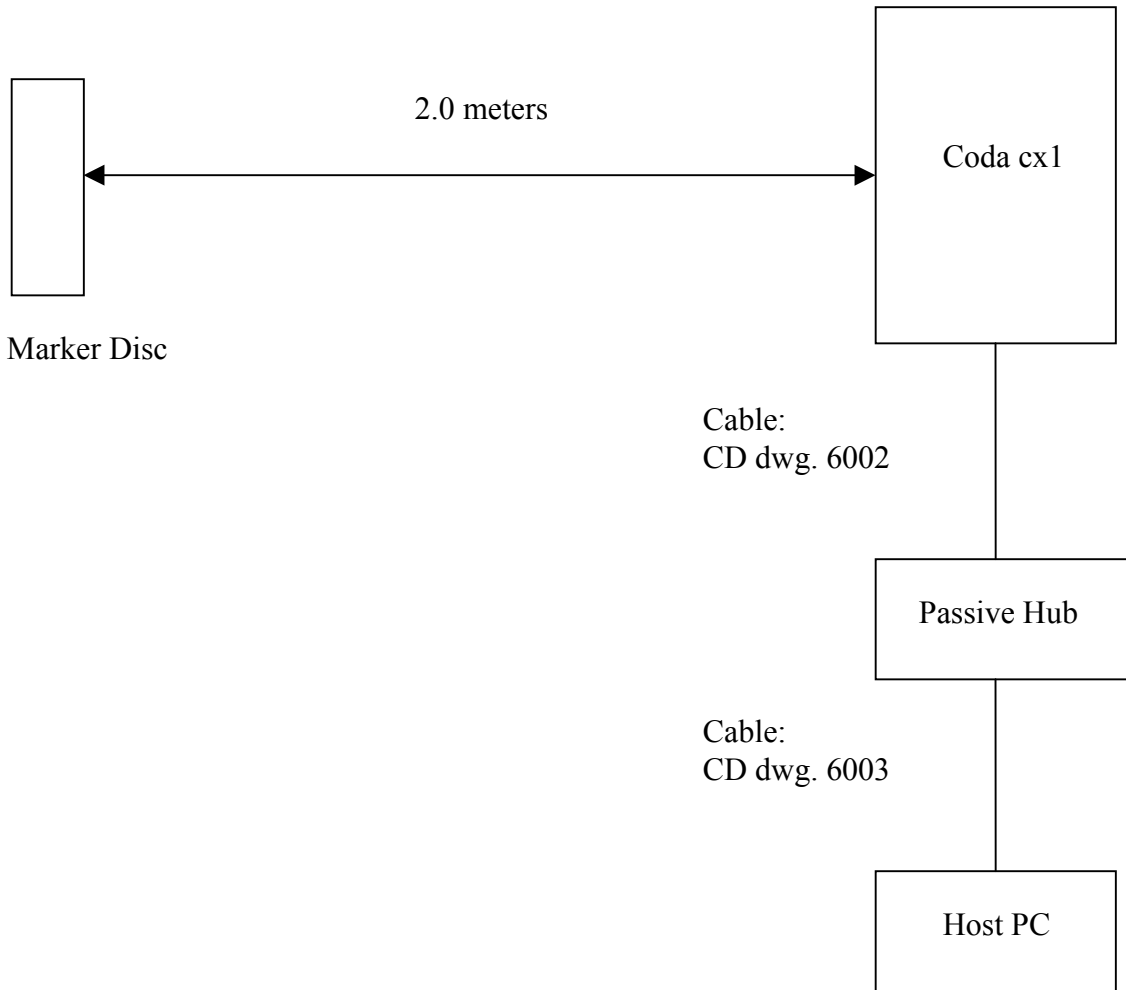 2.0 meters
Coda cx1
Marker Disc
Cable:
CD dwg. 6002
Passive Hub
Cable:
CD dwg. 6003
Host PC